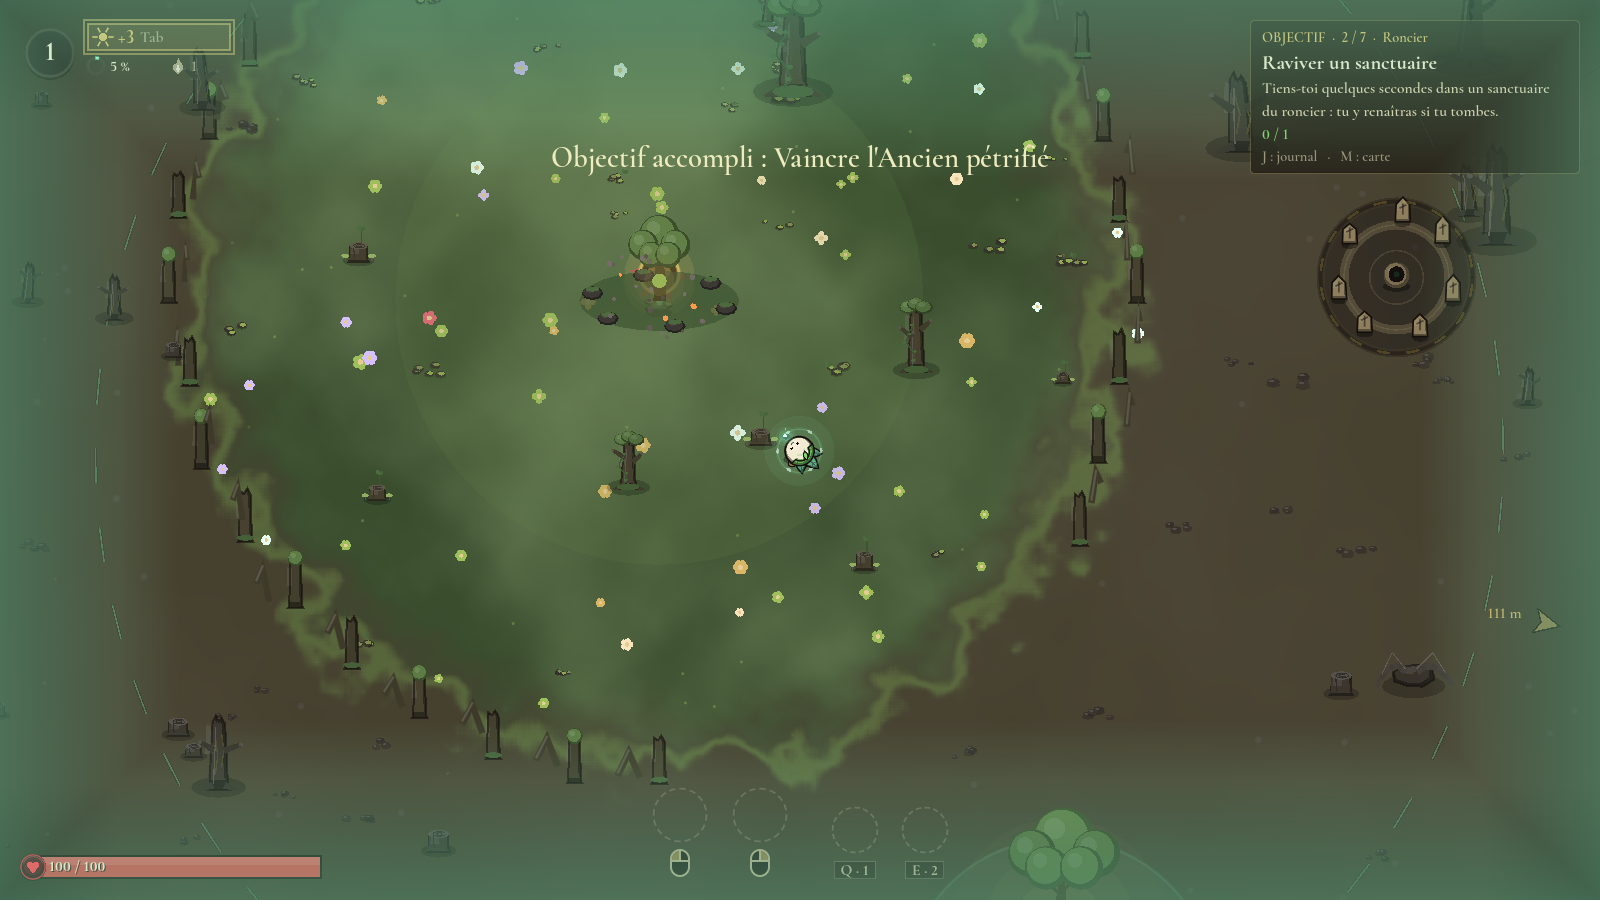 1
+3 Tab
5 %
1
OBJECTIF · 2 / 7 · Roncier
Raviver un sanctuaire
Tiens-toi quelques secondes dans un sanctuaire
du roncier : tu y renaîtras si tu tombes.
0 / 1
J : journal · M : carte
Objectif accompli : Vaincre l'Ancien pétrifié
111 m
100 / 100
Q · 1
E · 2